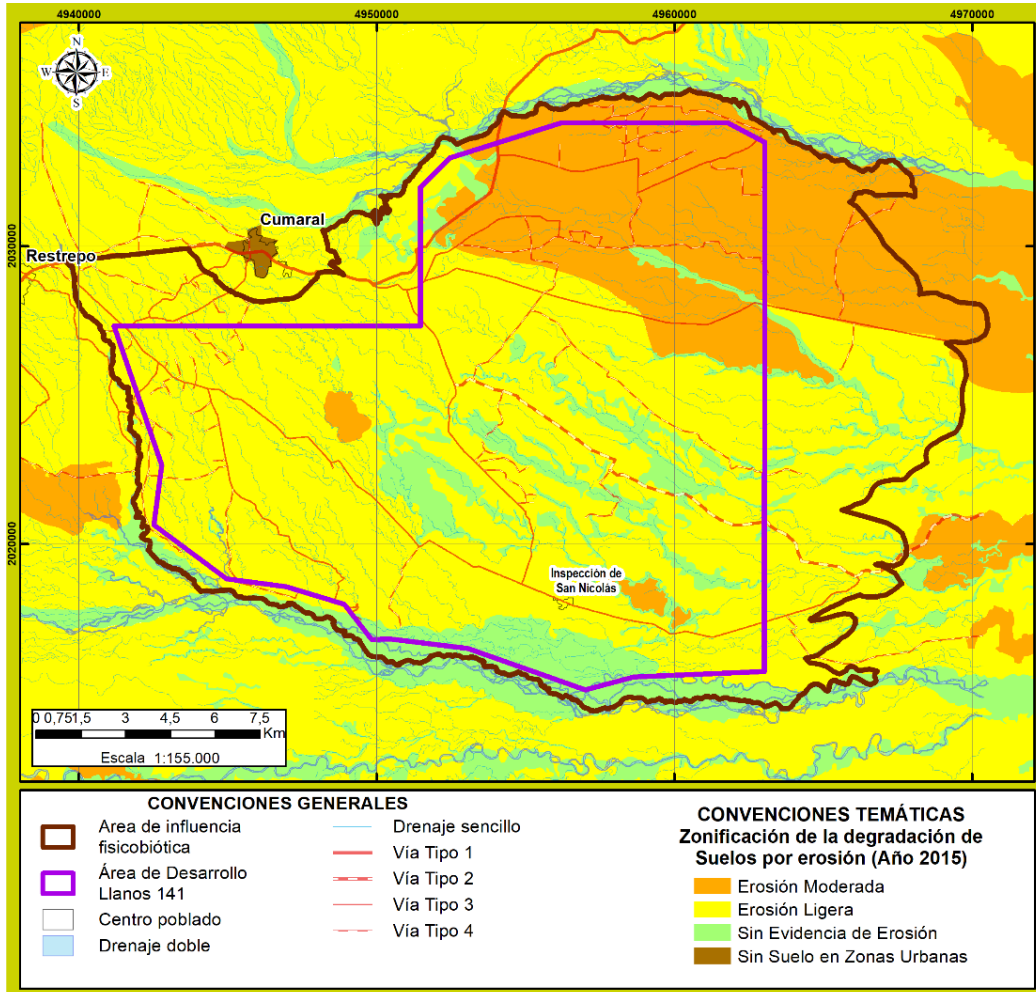 4940000
4950000
4960000
4970000
N
W
E
S
2030000
2020000
Cumaral
Restrepo
Inspección de
San Nicolás
0 0,751,5 3 4,5 6 7,5
Km
Escala 1:155.000
CONVENCIONES GENERALES
Area de influencia
fisicobiótica
Área de Desarrollo
Llanos 141
Centro poblado
Drenaje doble
Drenaje sencillo
Vía Tipo 1
Vía Tipo 2
Vía Tipo 3
Vía Tipo 4
CONVENCIONES TEMÁTICAS
Zonificación de la degradación de
Suelos por erosión (Año 2015)
Erosión Moderada
Erosión Ligera
Sin Evidencia de Erosión
Sin Suelo en Zonas Urbanas